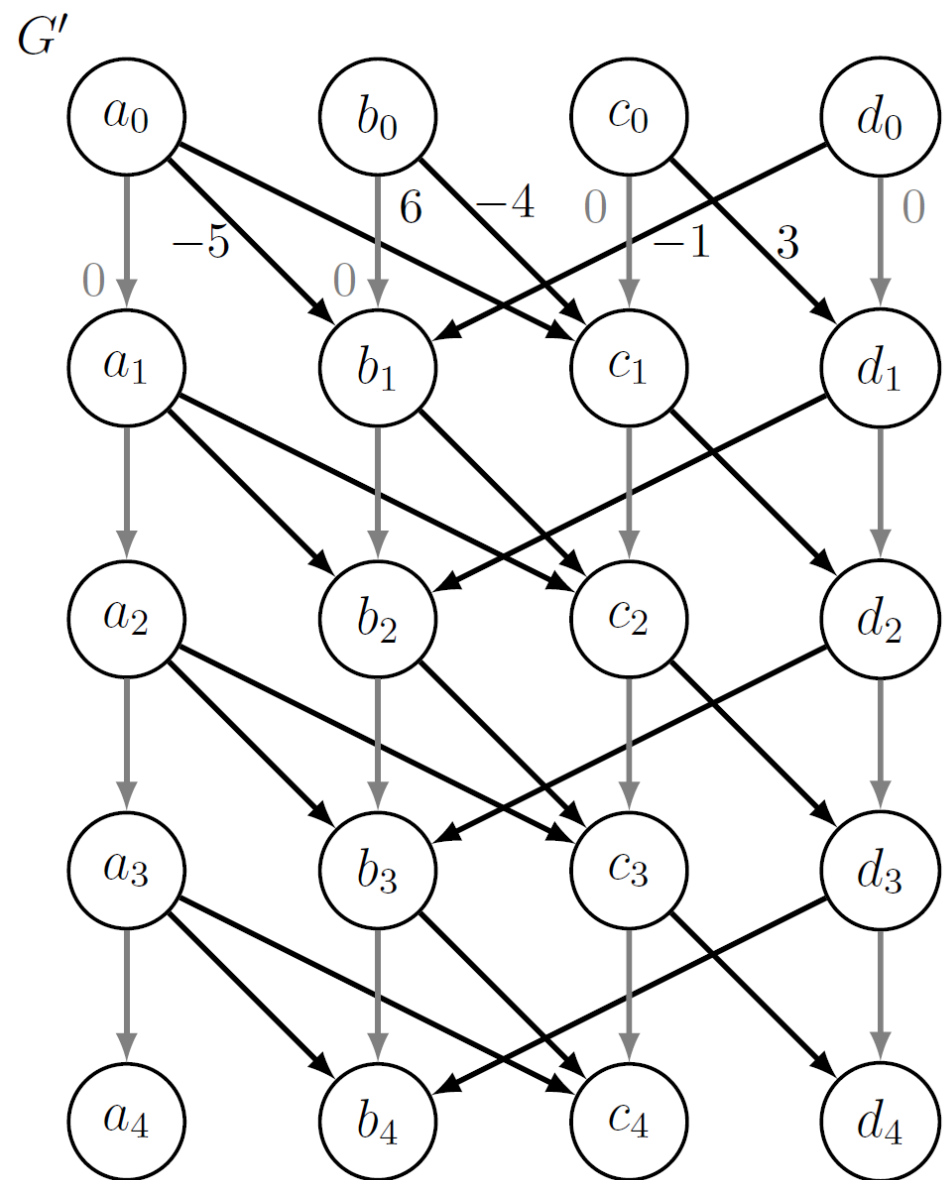 G′
a₀ b₀ c₀ d₀
6 −4 0 0
−5 −1 3
0 0
a₁ b₁ c₁ d₁
a₂ b₂ c₂ d₂
a₃ b₃ c₃ d₃
a₄ b₄ c₄ d₄